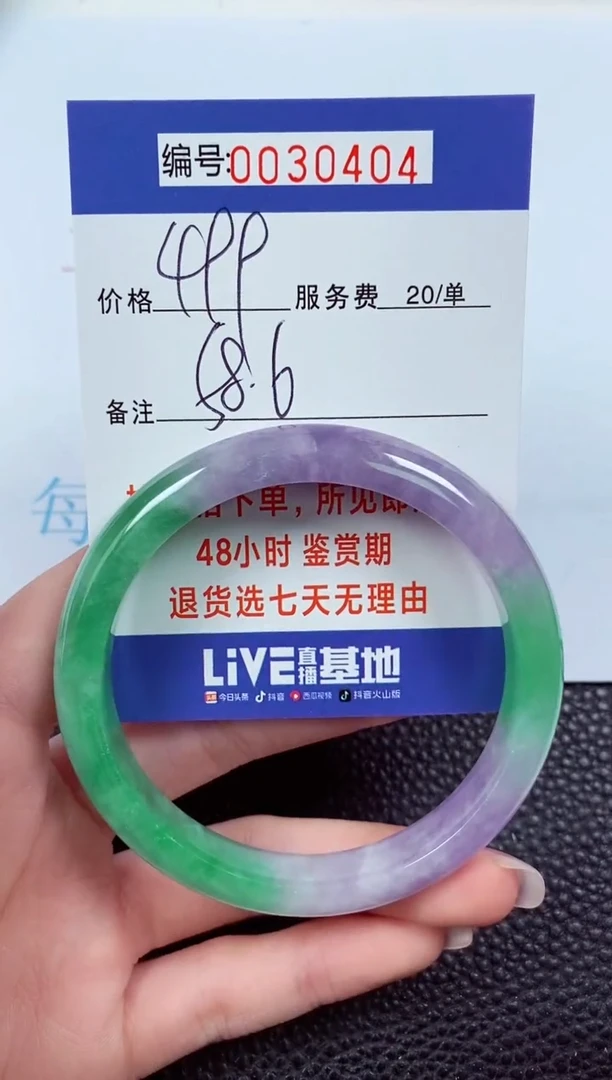 编号:0030404
价格 499 服务费 20/单
备注 58.6
下单，所见即
48小时 鉴赏期
退货选七天无理由
LiVE直播基地
今日头条 抖音 西瓜视频 抖音火山版
每